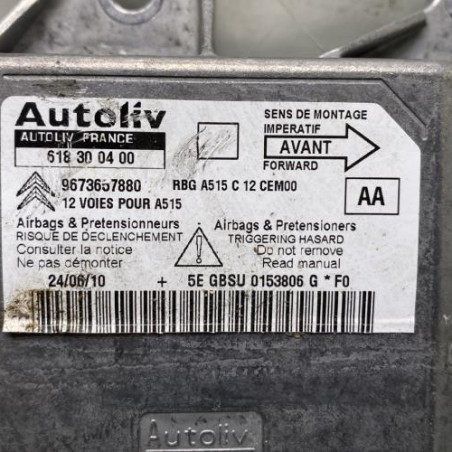 Autoliv
AUTOLIV FRANCE
618 30 04 00
SENS DE MONTAGE
IMPERATIF
AVANT
FORWARD
9673657880
RBG A515 C 12 CEM00
12 VOIES POUR A515
AA
Airbags & Pretensionneurs
RISQUE DE DECLENCHEMENT
Consulter la notice
Ne pas démonter
Airbags & Pretensioners
TRIGGERING HASARD
Do not remove
Read manual
24/06/10 + 5E GBSU 0153806 G * F0
Autoliv